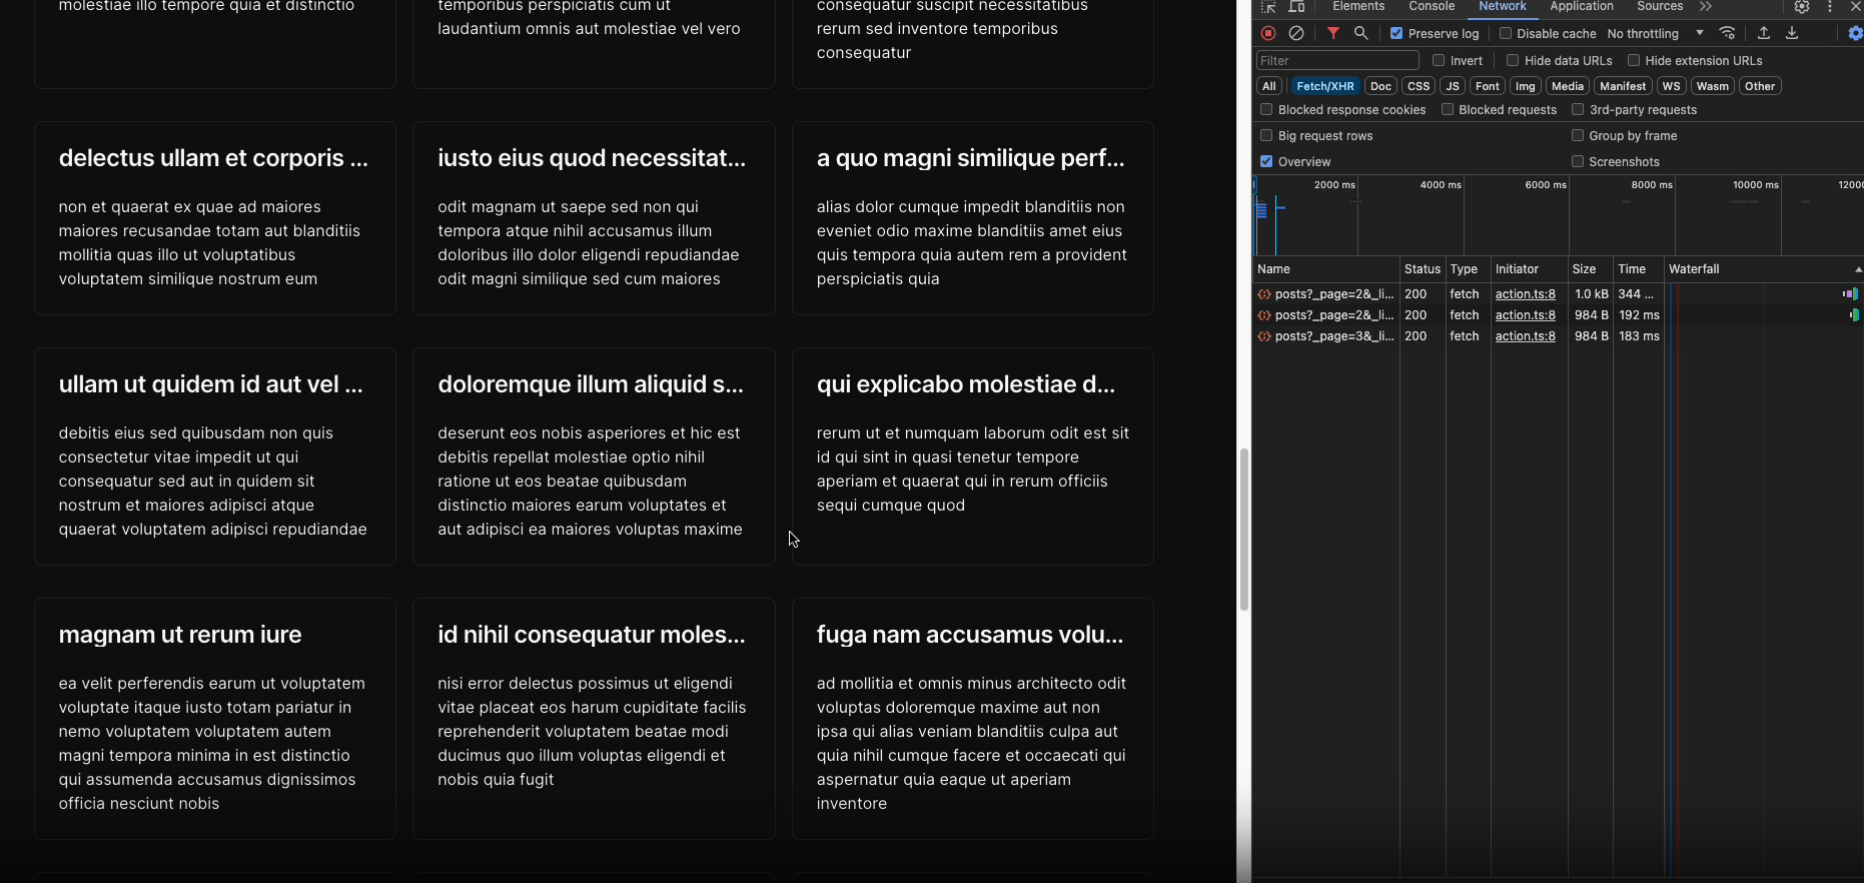 molestiae illo tempore quia et distinctio
temporibus perspiciatis cum ut
laudantium omnis aut molestiae vel vero
consequatur suscipit necessitatibus
rerum sed inventore temporibus
consequatur
delectus ullam et corporis ...
non et quaerat ex quae ad maiores
maiores recusandae totam aut blanditiis
mollitia quas illo ut voluptatibus
voluptatem similique nostrum eum
iusto eius quod necessitat...
odit magnam ut saepe sed non qui
tempora atque nihil accusamus illum
doloribus illo dolor eligendi repudiandae
odit magni similique sed cum maiores
a quo magni similique perf...
alias dolor cumque impedit blanditiis non
eveniet odio maxime blanditiis amet eius
quis tempora quia autem rem a provident
perspiciatis quia
ullam ut quidem id aut vel ...
debitis eius sed quibusdam non quis
consectetur vitae impedit ut qui
consequatur sed aut in quidem sit
nostrum et maiores adipisci atque
quaerat voluptatem adipisci repudiandae
doloremque illum aliquid s...
deserunt eos nobis asperiores et hic est
debitis repellat molestiae optio nihil
ratione ut eos beatae quibusdam
distinctio maiores earum voluptates et
aut adipisci ea maiores voluptas maxime
qui explicabo molestiae d...
rerum ut et numquam laborum odit est sit
id qui sint in quasi tenetur tempore
aperiam et quaerat qui in rerum officiis
sequi cumque quod
magnam ut rerum iure
ea velit perferendis earum ut voluptatem
voluptate itaque iusto totam pariatur in
nemo voluptatem voluptatem autem
magni tempora minima in est distinctio
qui assumenda accusamus dignissimos
officia nesciunt nobis
id nihil consequatur moles...
nisi error delectus possimus ut eligendi
vitae placeat eos harum cupiditate facilis
reprehenderit voluptatem beatae modi
ducimus quo illum voluptas eligendi et
nobis quia fugit
fuga nam accusamus volu...
ad mollitia et omnis minus architecto odit
voluptas doloremque maxime aut non
ipsa qui alias veniam blanditiis culpa aut
quia nihil cumque facere et occaecati qui
aspernatur quia eaque ut aperiam
inventore
Elements Console Network Application Sources
Preserve log Disable cache No throttling
Filter Invert Hide data URLs Hide extension URLs
All Fetch/XHR Doc CSS JS Font Img Media Manifest WS Wasm Other
Blocked response cookies Blocked requests 3rd-party requests
Big request rows Group by frame
Overview Screenshots
2000 ms 4000 ms 6000 ms 8000 ms 10000 ms 12000
Name Status Type Initiator Size Time Waterfall
posts?_page=2&_li... 200 fetch action.ts:8 1.0 kB 344 ...
posts?_page=2&_li... 200 fetch action.ts:8 984 B 192 ms
posts?_page=3&_li... 200 fetch action.ts:8 984 B 183 ms